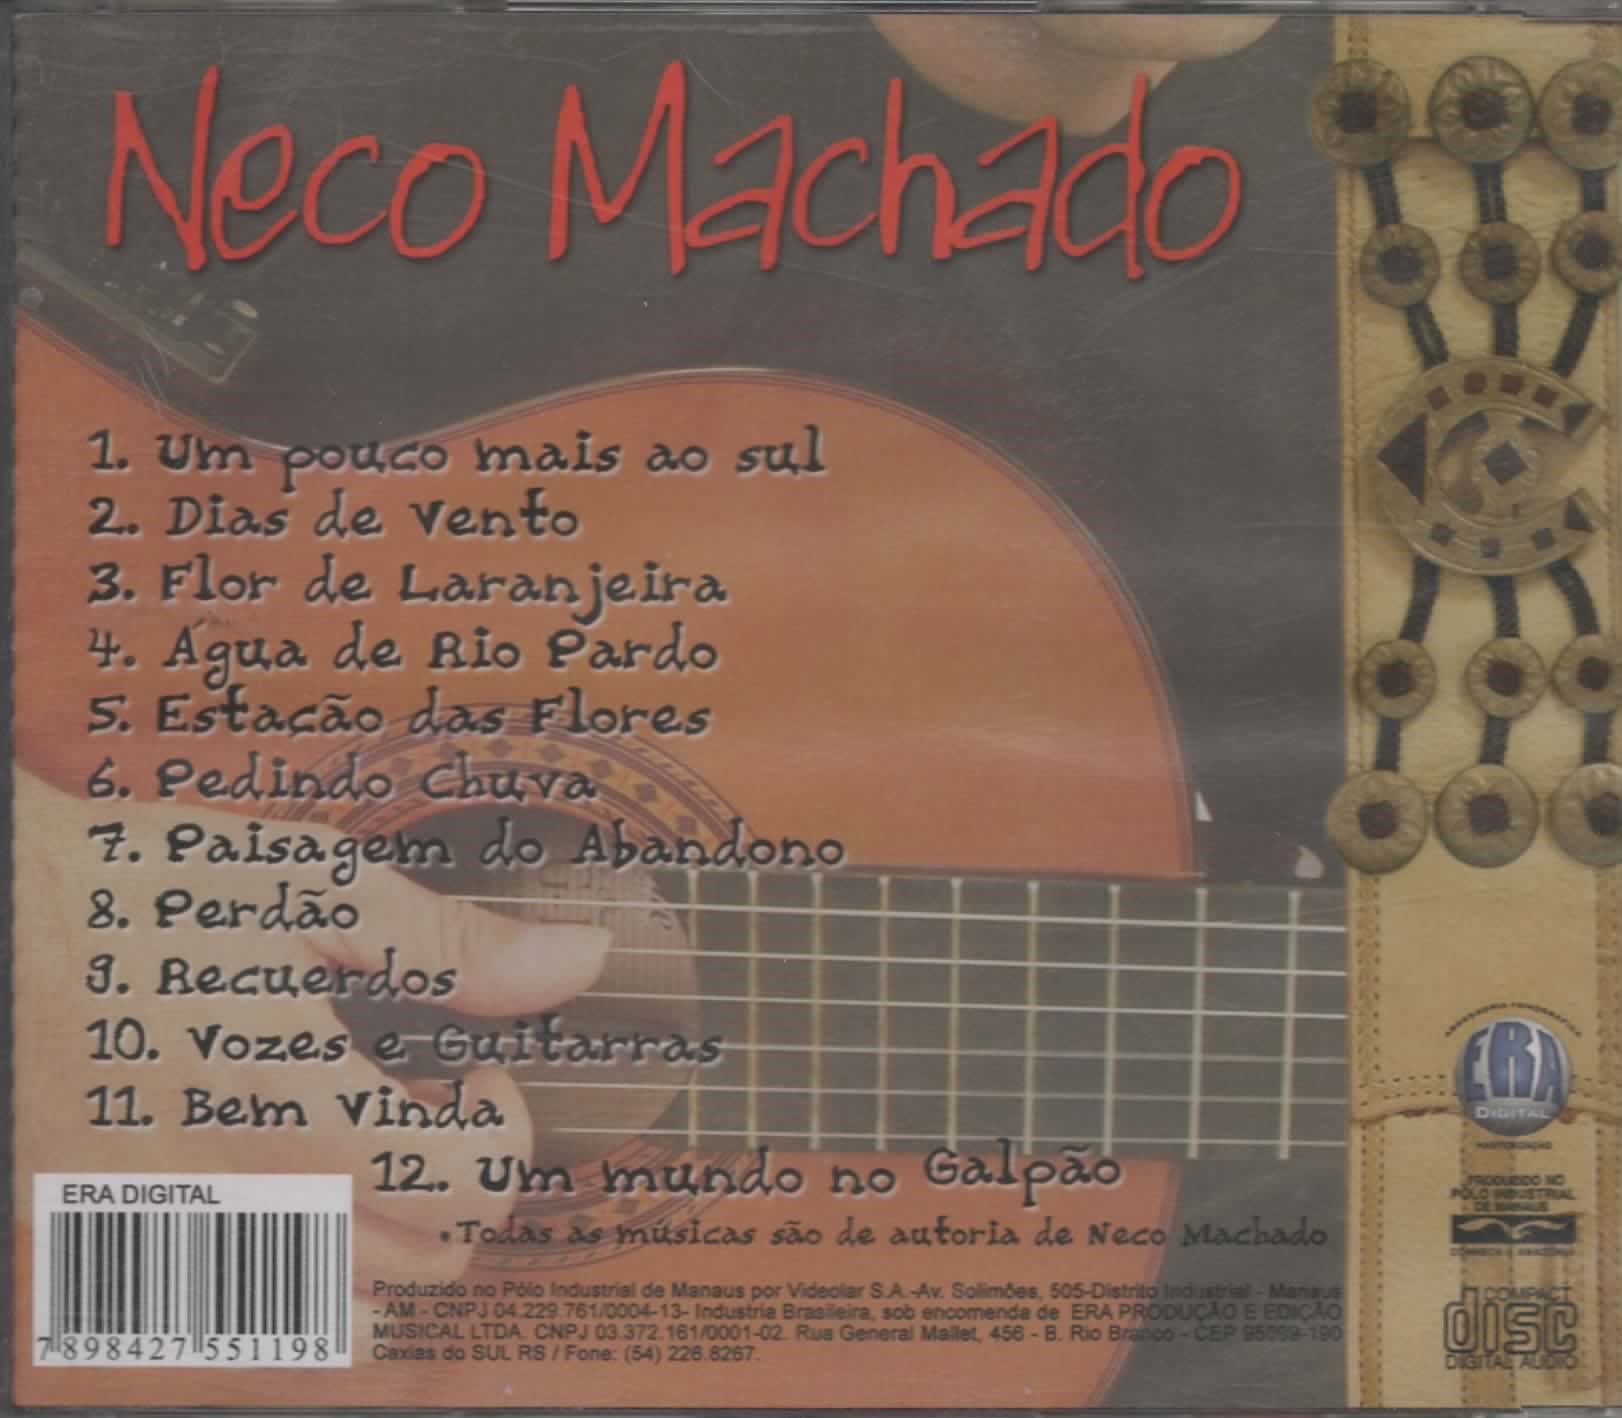 Neco Machado
1. Um pouco mais ao sul
2. Dias de Vento
3. Flor de Laranjeira
4. Água de Rio Pardo
5. Estação das Flores
6. Pedindo Chuva
7. Paisagem do Abandono
8. Perdão
9. Recuerdos
10. Vozes e Guitarras
11. Bem Vinda
12. Um mundo no Galpão
•Todas as músicas são de autoria de Neco Machado
ERA DIGITAL
7 898427 551198
Produzido no Pólo Industrial de Manaus por Videolar S.A.-Av. Solimões, 505-Distrito Industrial - Manaus
- AM - CNPJ 04.229.761/0004-13- Industria Brasileira, sob encomenda de ERA PRODUÇÃO E EDIÇÃO
MUSICAL LTDA. CNPJ 03.372.161/0001-02. Rua General Mallet, 456 - B. Rio Branco - CEP 95099-190
Caxias do SUL RS / Fone: (54) 226.8267.
ERA
DIGITAL
PRODUZIDO NO
PÓLO INDUSTRIAL
DE MANAUS
CONHEÇA A AMAZÔNIA
COMPACT
disc
DIGITAL AUDIO